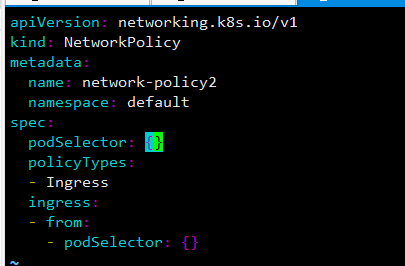 apiVersion: networking.k8s.io/v1
kind: NetworkPolicy
metadata:
  name: network-policy2
  namespace: default
spec:
  podSelector: {}
  policyTypes:
  - Ingress
  ingress:
  - from:
    - podSelector: {}
~